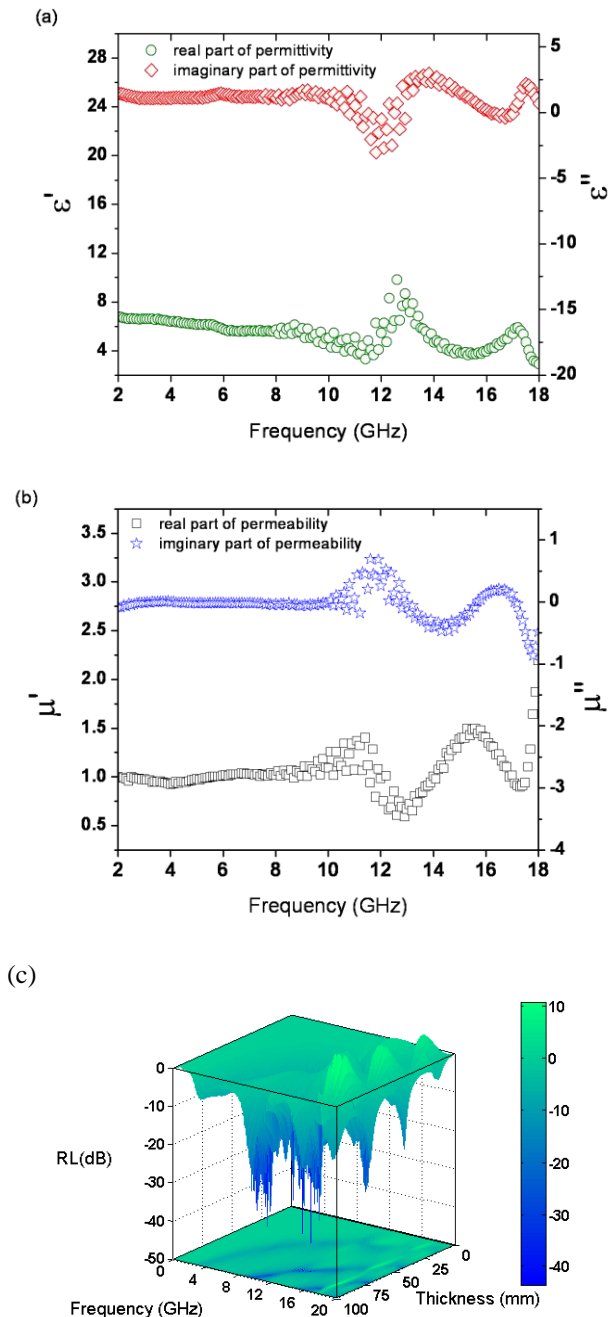 (a)
real part of permittivity
imaginary part of permittivity
28
24
20
16
12
8
4
ε'
5
0
-5
-10
-15
-20
ε"
2 4 6 8 10 12 14 16 18
Frequency (GHz)
(b)
real part of permeability
imginary part of permeability
3.5
3.0
2.5
2.0
1.5
1.0
0.5
μ'
1
0
-1
-2
-3
-4
μ"
2 4 6 8 10 12 14 16 18
Frequency (GHz)
(c)
0
-10
-20
-30
-40
-50
RL(dB)
0 4 8 12 16 20
Frequency (GHz)
100 75 50 25 0
Thickness (mm)
10
0
-10
-20
-30
-40